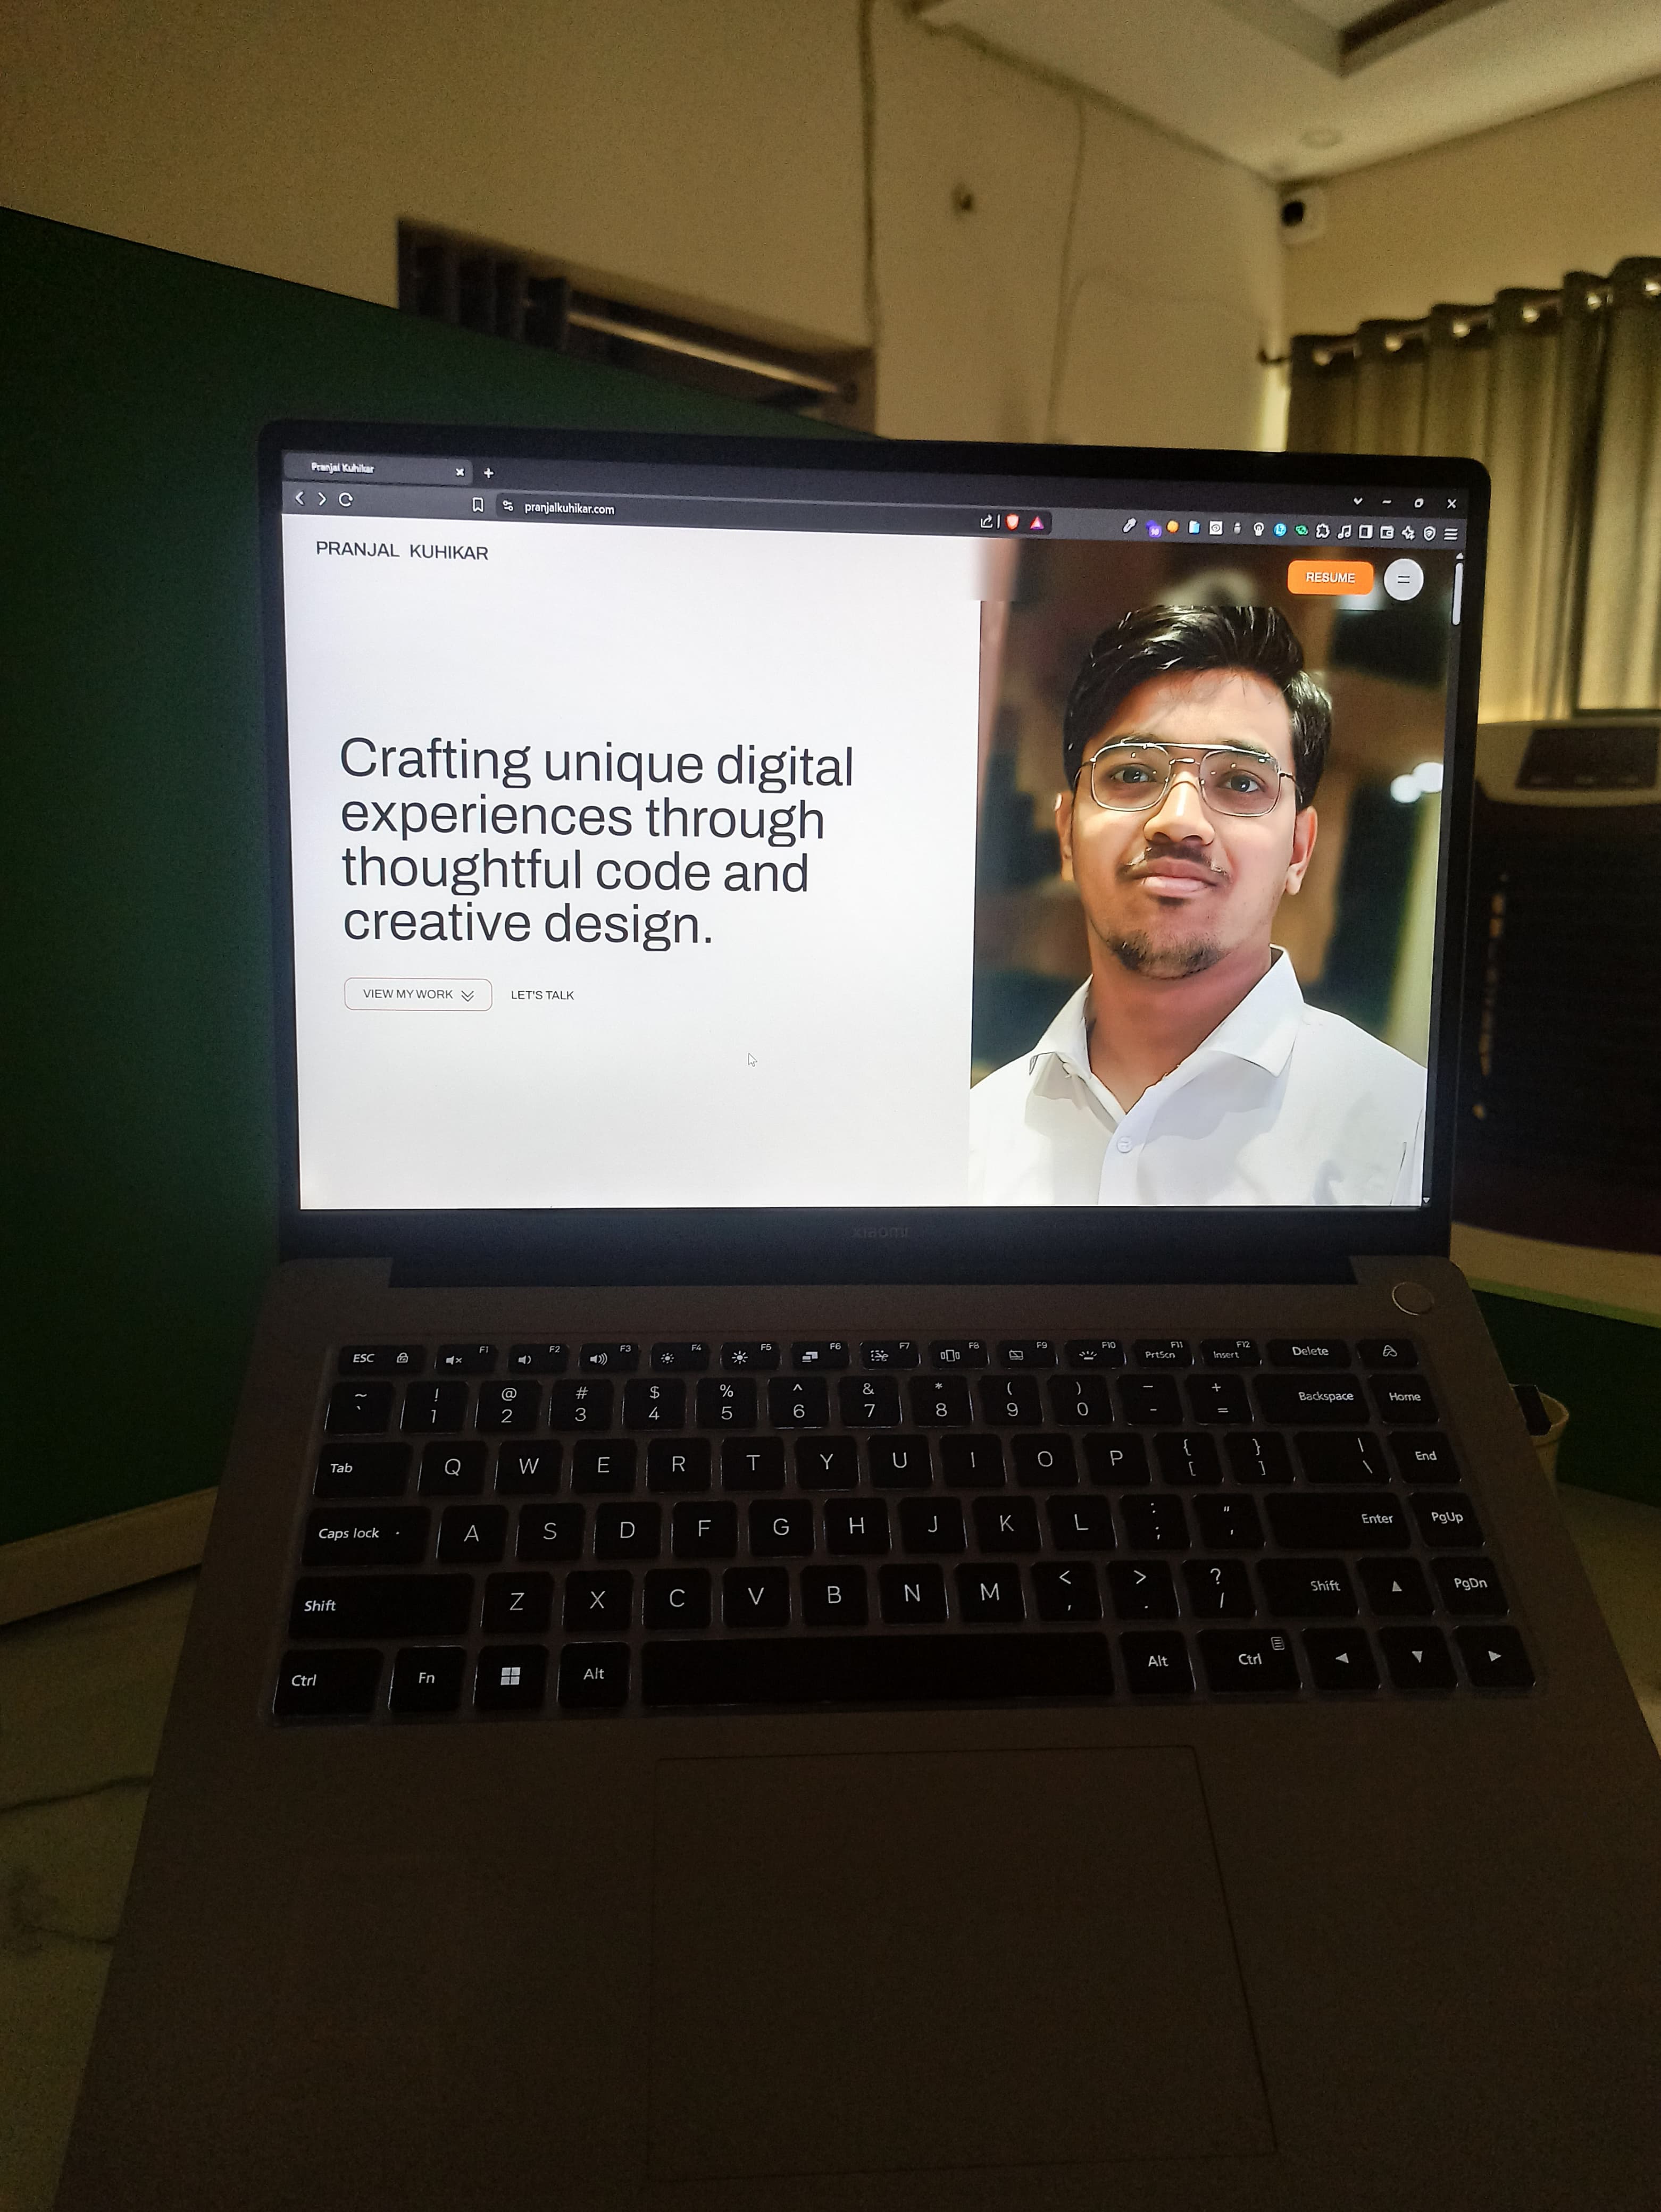 Pranjal Kuhikar
pranjalkuhikar.com
PRANJAL KUHIKAR
RESUME
Crafting unique digital
experiences through
thoughtful code and
creative design.
VIEW MY WORK
LET'S TALK
xiaomi
ESC F1 F2 F3 F4 F5 F6 F7 F8 F9 F10 F11 PrtScn F12 Insert Delete
~ ` ! 1 @ 2 # 3 $ 4 % 5 ^ 6 & 7 * 8 ( 9 ) 0 _ - + = Backspace Home
Tab Q W E R T Y U I O P { [ } ] | \ End
Caps lock A S D F G H J K L : ; " ' Enter PgUp
Shift Z X C V B N M < , > . ? / Shift PgDn
Ctrl Fn Alt Alt Ctrl